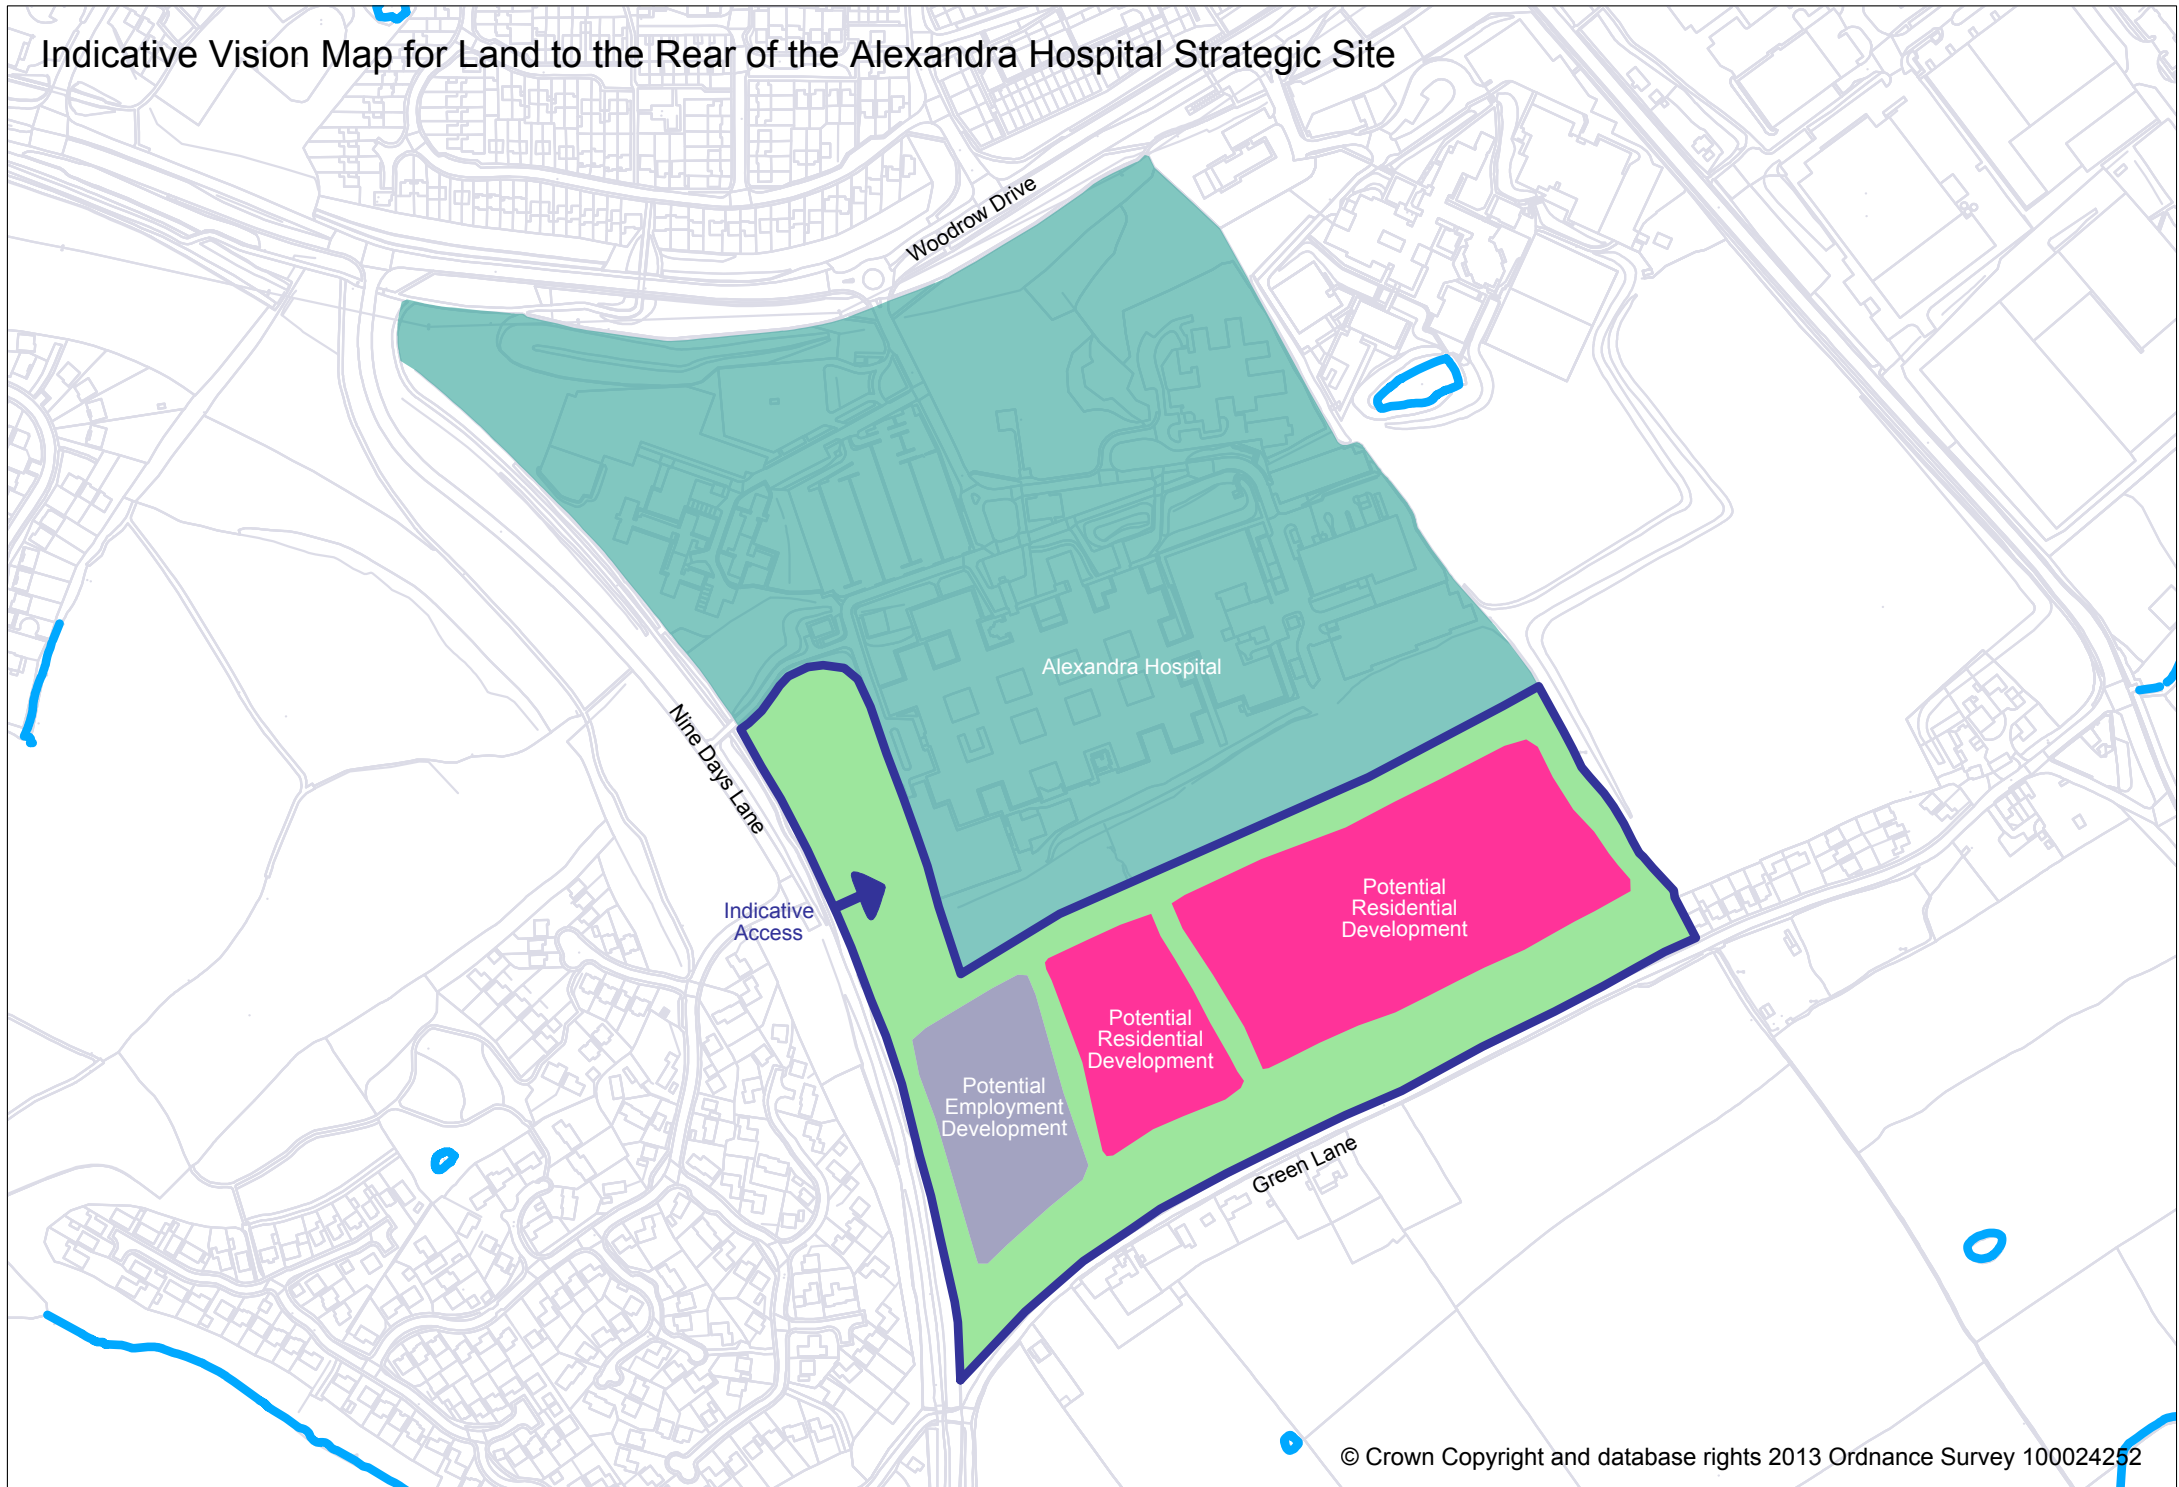 Indicative Vision Map for Land to the Rear of the Alexandra Hospital Strategic Site
Woodrow Drive
Alexandra Hospital
Nine Days Lane
Indicative
Access
Potential
Residential
Development
Potential
Residential
Development
Potential
Employment
Development
Green Lane
© Crown Copyright and database rights 2013 Ordnance Survey 100024252